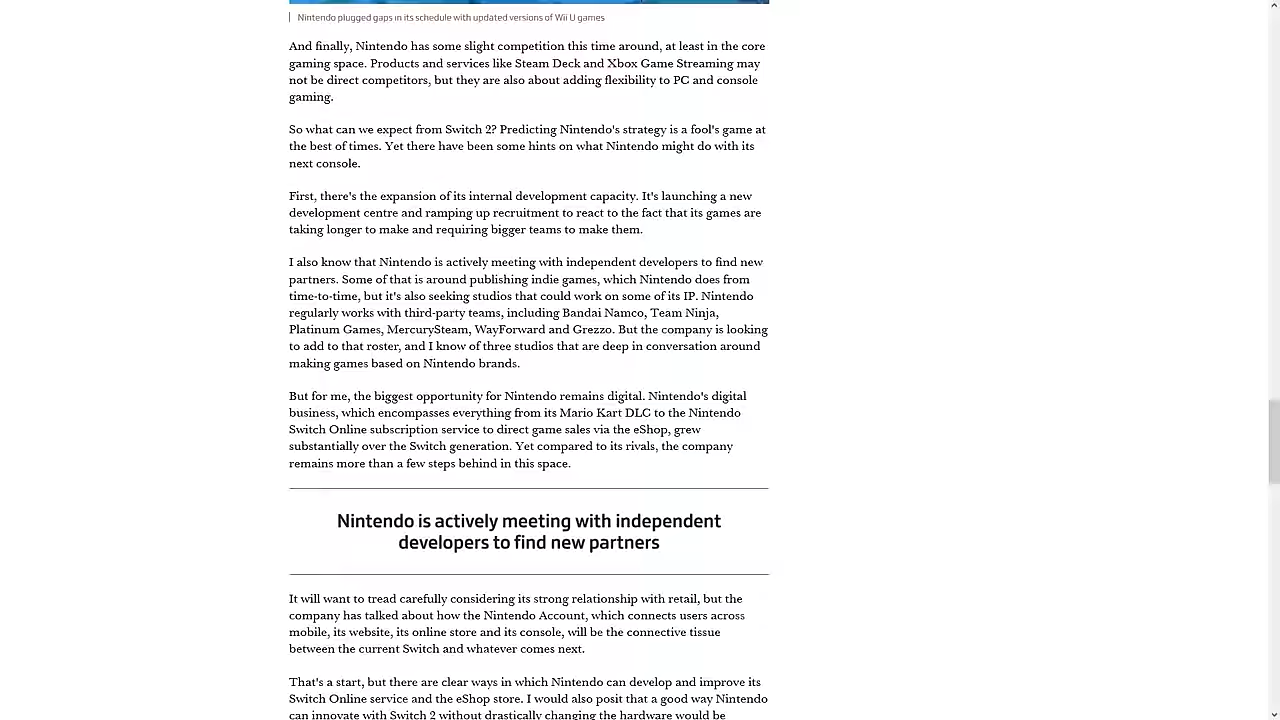 Nintendo plugged gaps in its schedule with updated versions of Wii U games
And finally, Nintendo has some slight competition this time around, at least in the core
gaming space. Products and services like Steam Deck and Xbox Game Streaming may
not be direct competitors, but they are also about adding flexibility to PC and console
gaming.
So what can we expect from Switch 2? Predicting Nintendo's strategy is a fool's game at
the best of times. Yet there have been some hints on what Nintendo might do with its
next console.
First, there's the expansion of its internal development capacity. It's launching a new
development centre and ramping up recruitment to react to the fact that its games are
taking longer to make and requiring bigger teams to make them.
I also know that Nintendo is actively meeting with independent developers to find new
partners. Some of that is around publishing indie games, which Nintendo does from
time-to-time, but it's also seeking studios that could work on some of its IP. Nintendo
regularly works with third-party teams, including Bandai Namco, Team Ninja,
Platinum Games, MercurySteam, WayForward and Grezzo. But the company is looking
to add to that roster, and I know of three studios that are deep in conversation around
making games based on Nintendo brands.
But for me, the biggest opportunity for Nintendo remains digital. Nintendo's digital
business, which encompasses everything from its Mario Kart DLC to the Nintendo
Switch Online subscription service to direct game sales via the eShop, grew
substantially over the Switch generation. Yet compared to its rivals, the company
remains more than a few steps behind in this space.
Nintendo is actively meeting with independent
developers to find new partners
It will want to tread carefully considering its strong relationship with retail, but the
company has talked about how the Nintendo Account, which connects users across
mobile, its website, its online store and its console, will be the connective tissue
between the current Switch and whatever comes next.
That's a start, but there are clear ways in which Nintendo can develop and improve its
Switch Online service and the eShop store. I would also posit that a good way Nintendo
can innovate with Switch 2 without drastically changing the hardware would be